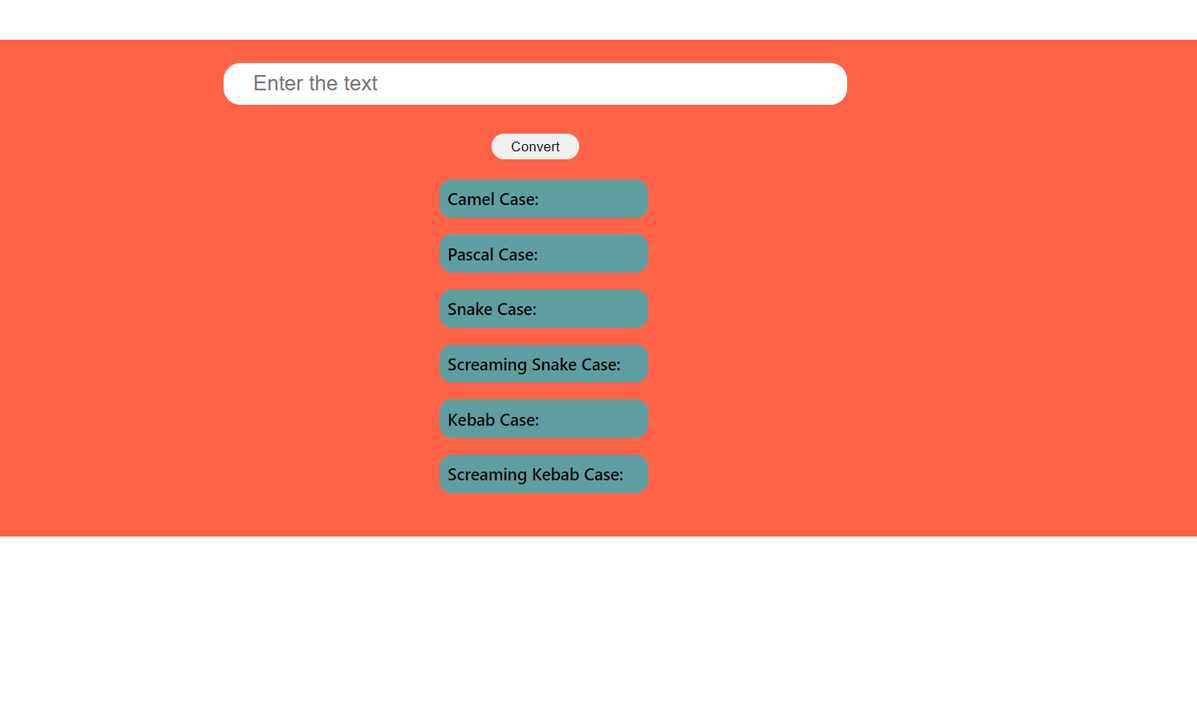 Enter the text
Convert
Camel Case:
Pascal Case:
Snake Case:
Screaming Snake Case:
Kebab Case:
Screaming Kebab Case: